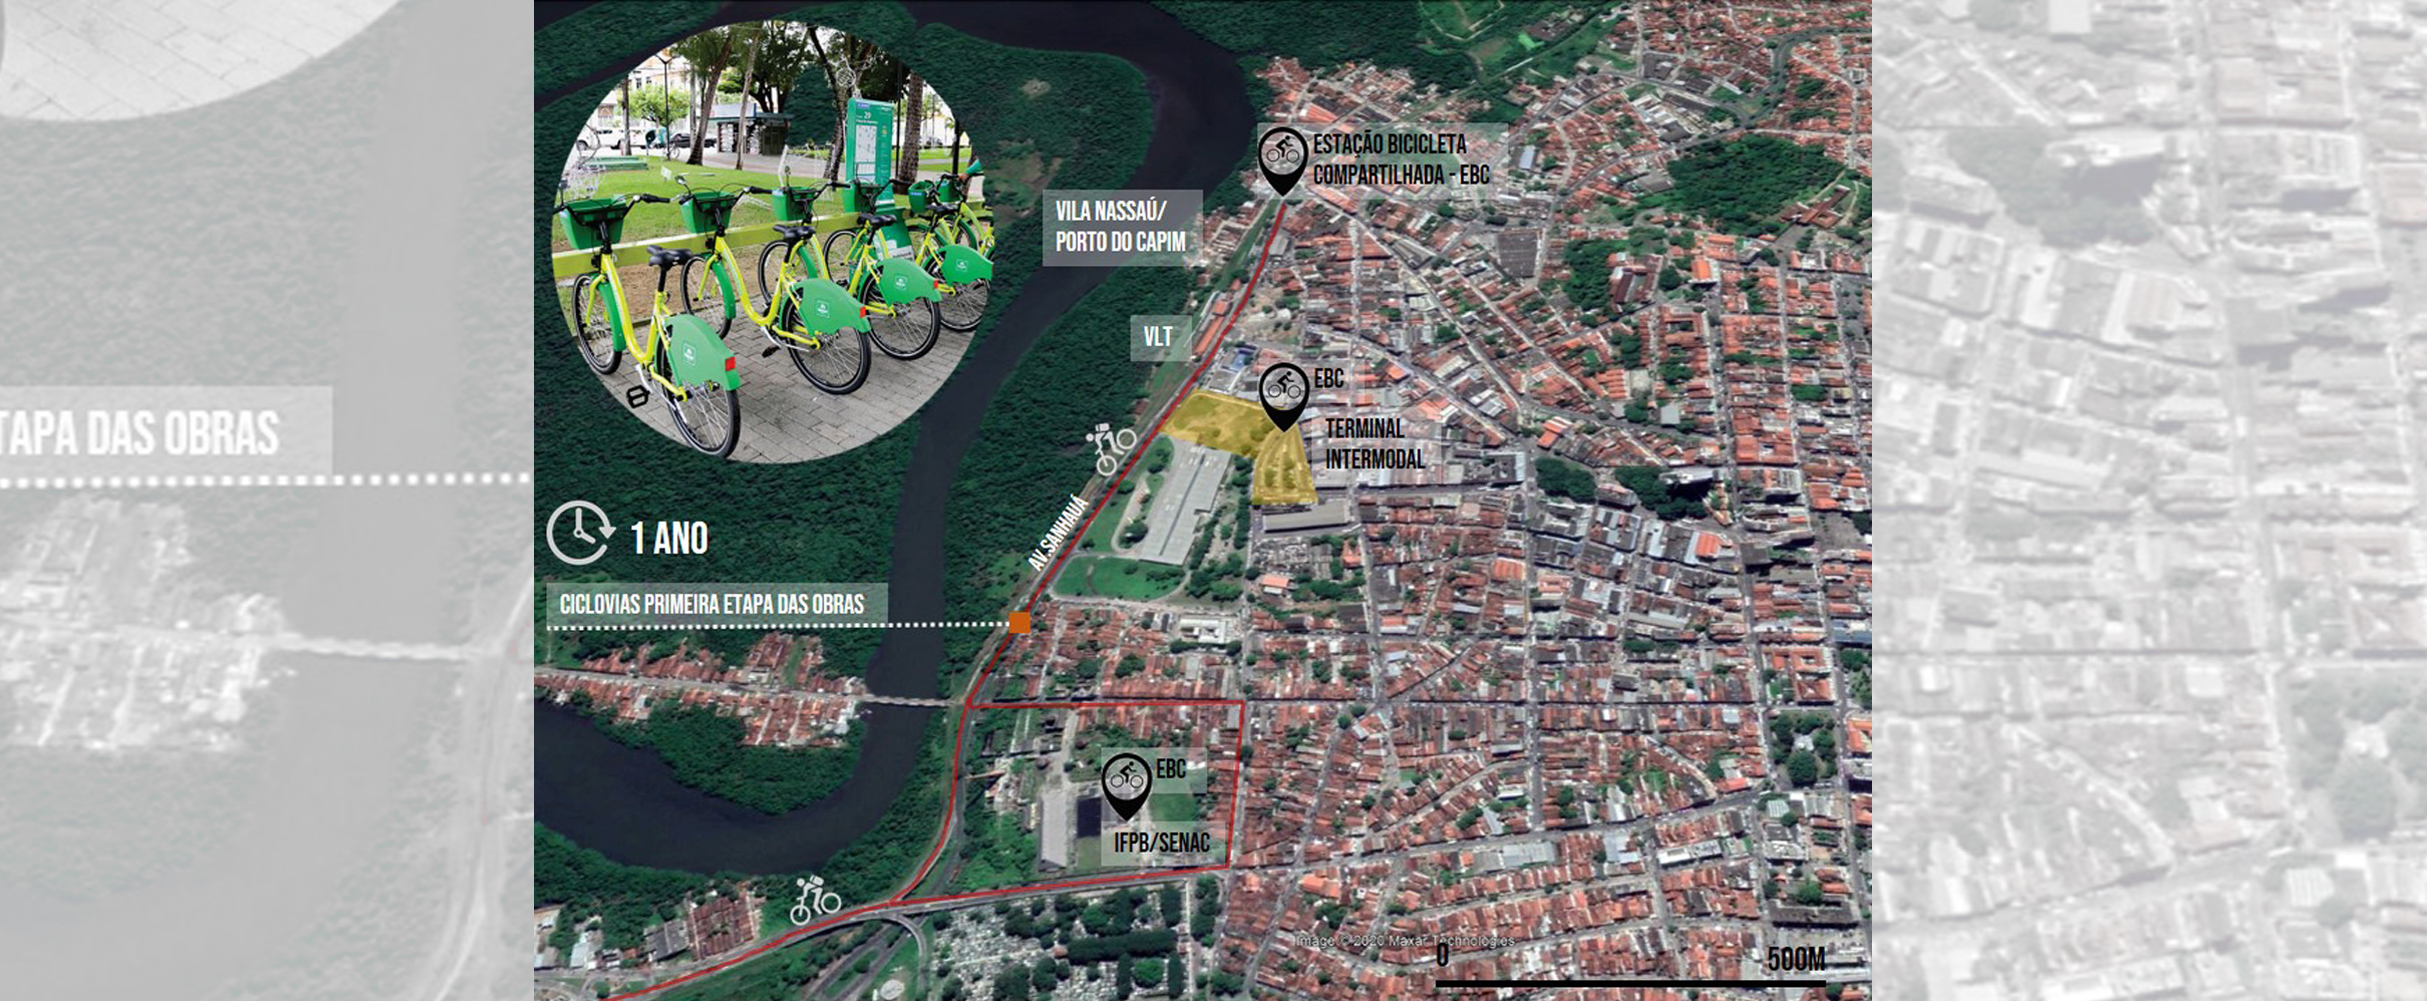 ESTAÇÃO BICICLETA
COMPARTILHADA - EBC
VILA NASSAÚ/
PORTO DO CAPIM
VLT
EBC
TERMINAL
INTERMODAL
AV.SANHAUÁ
1 ANO
CICLOVIAS PRIMEIRA ETAPA DAS OBRAS
TAPA DAS OBRAS
EBC
IFPB/SENAC
Image © 2020 Maxar Technologies
0
500M